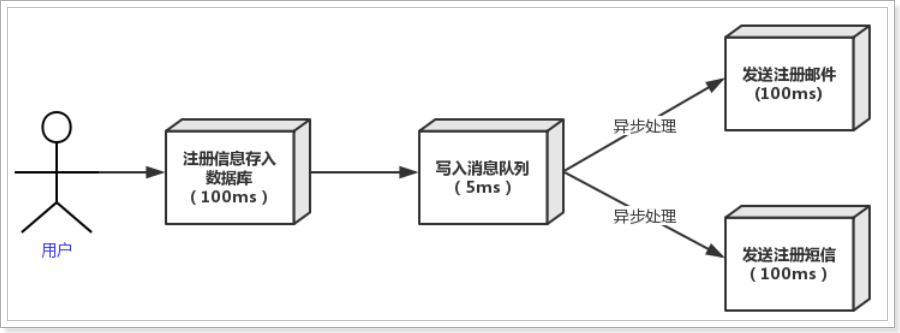 用户
注册信息存入
数据库
（100ms）
写入消息队列
（5ms）
异步处理
发送注册邮件
(100ms)
异步处理
发送注册短信
（100ms）